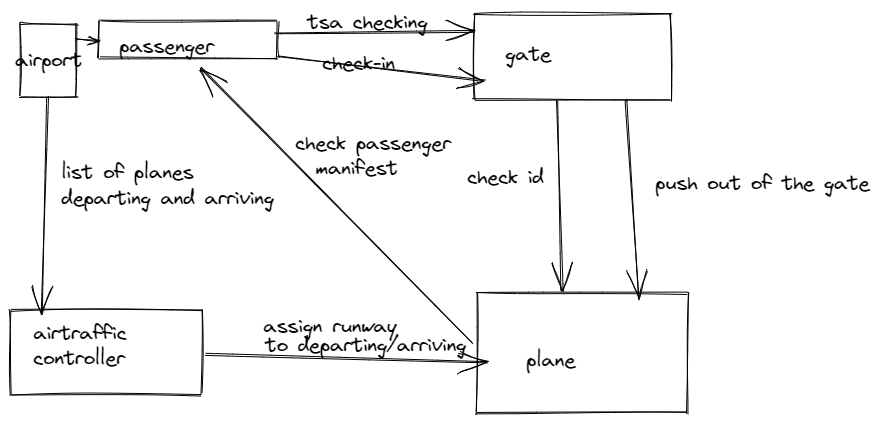 tsa checking
airport
passenger
gate
check-in
check passenger
manifest
list of planes
departing and arriving
check id
push out of the gate
airtraffic
controller
assign runway
to departing/arriving
plane